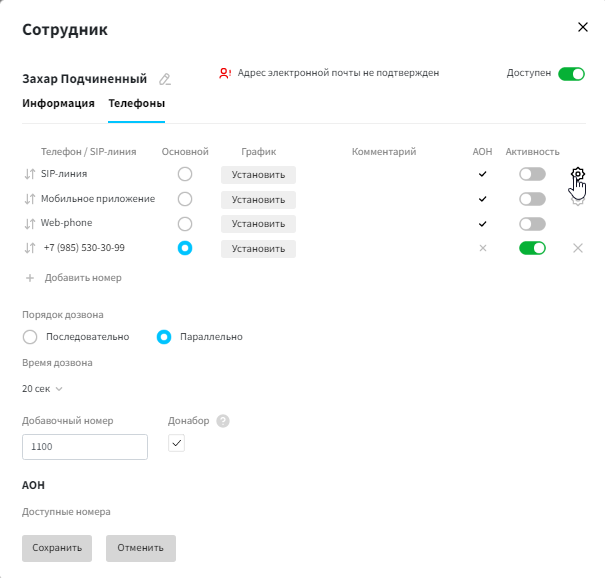 Сотрудник
Захар Подчиненный
Адрес электронной почты не подтвержден
Доступен
Информация Телефоны
Телефон / SIP-линия Основной График Комментарий АОН Активность
SIP-линия Установить
Мобильное приложение Установить
Web-phone Установить
+7 (985) 530-30-99 Установить
+ Добавить номер
Порядок дозвона
Последовательно Параллельно
Время дозвона
20 сек
Добавочный номер Донабор ?
1100
АОН
Доступные номера
Сохранить Отменить